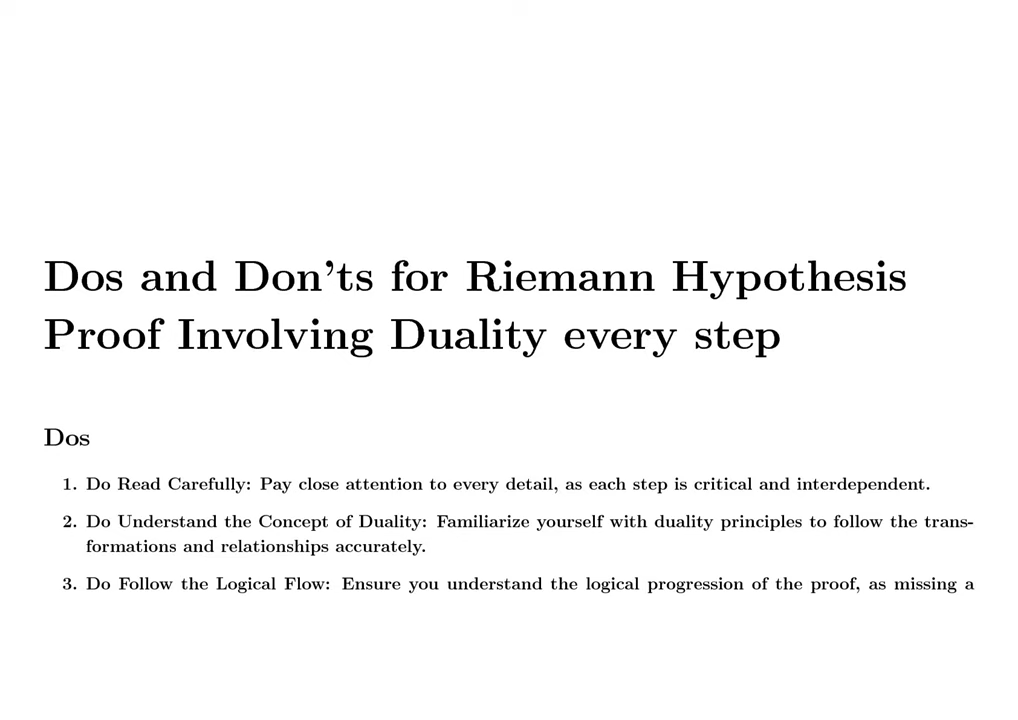 Dos and Don'ts for Riemann Hypothesis
Proof Involving Duality every step
Dos
1. Do Read Carefully: Pay close attention to every detail, as each step is critical and interdependent.
2. Do Understand the Concept of Duality: Familiarize yourself with duality principles to follow the trans-
formations and relationships accurately.
3. Do Follow the Logical Flow: Ensure you understand the logical progression of the proof, as missing a